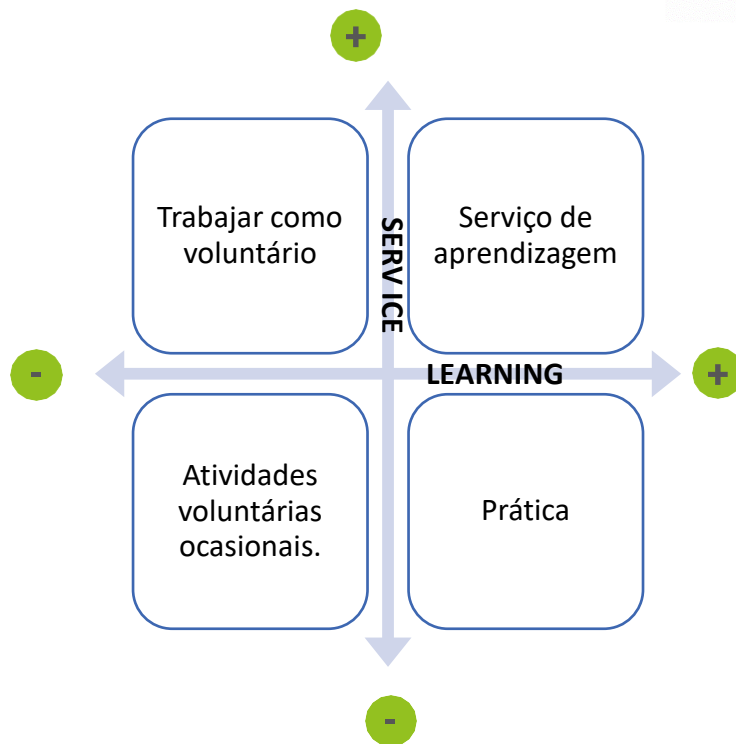 +
Trabajar como
voluntário
Serviço de
aprendizagem
SERV ICE
-
LEARNING
+
Atividades
voluntárias
ocasionais.
Prática
-